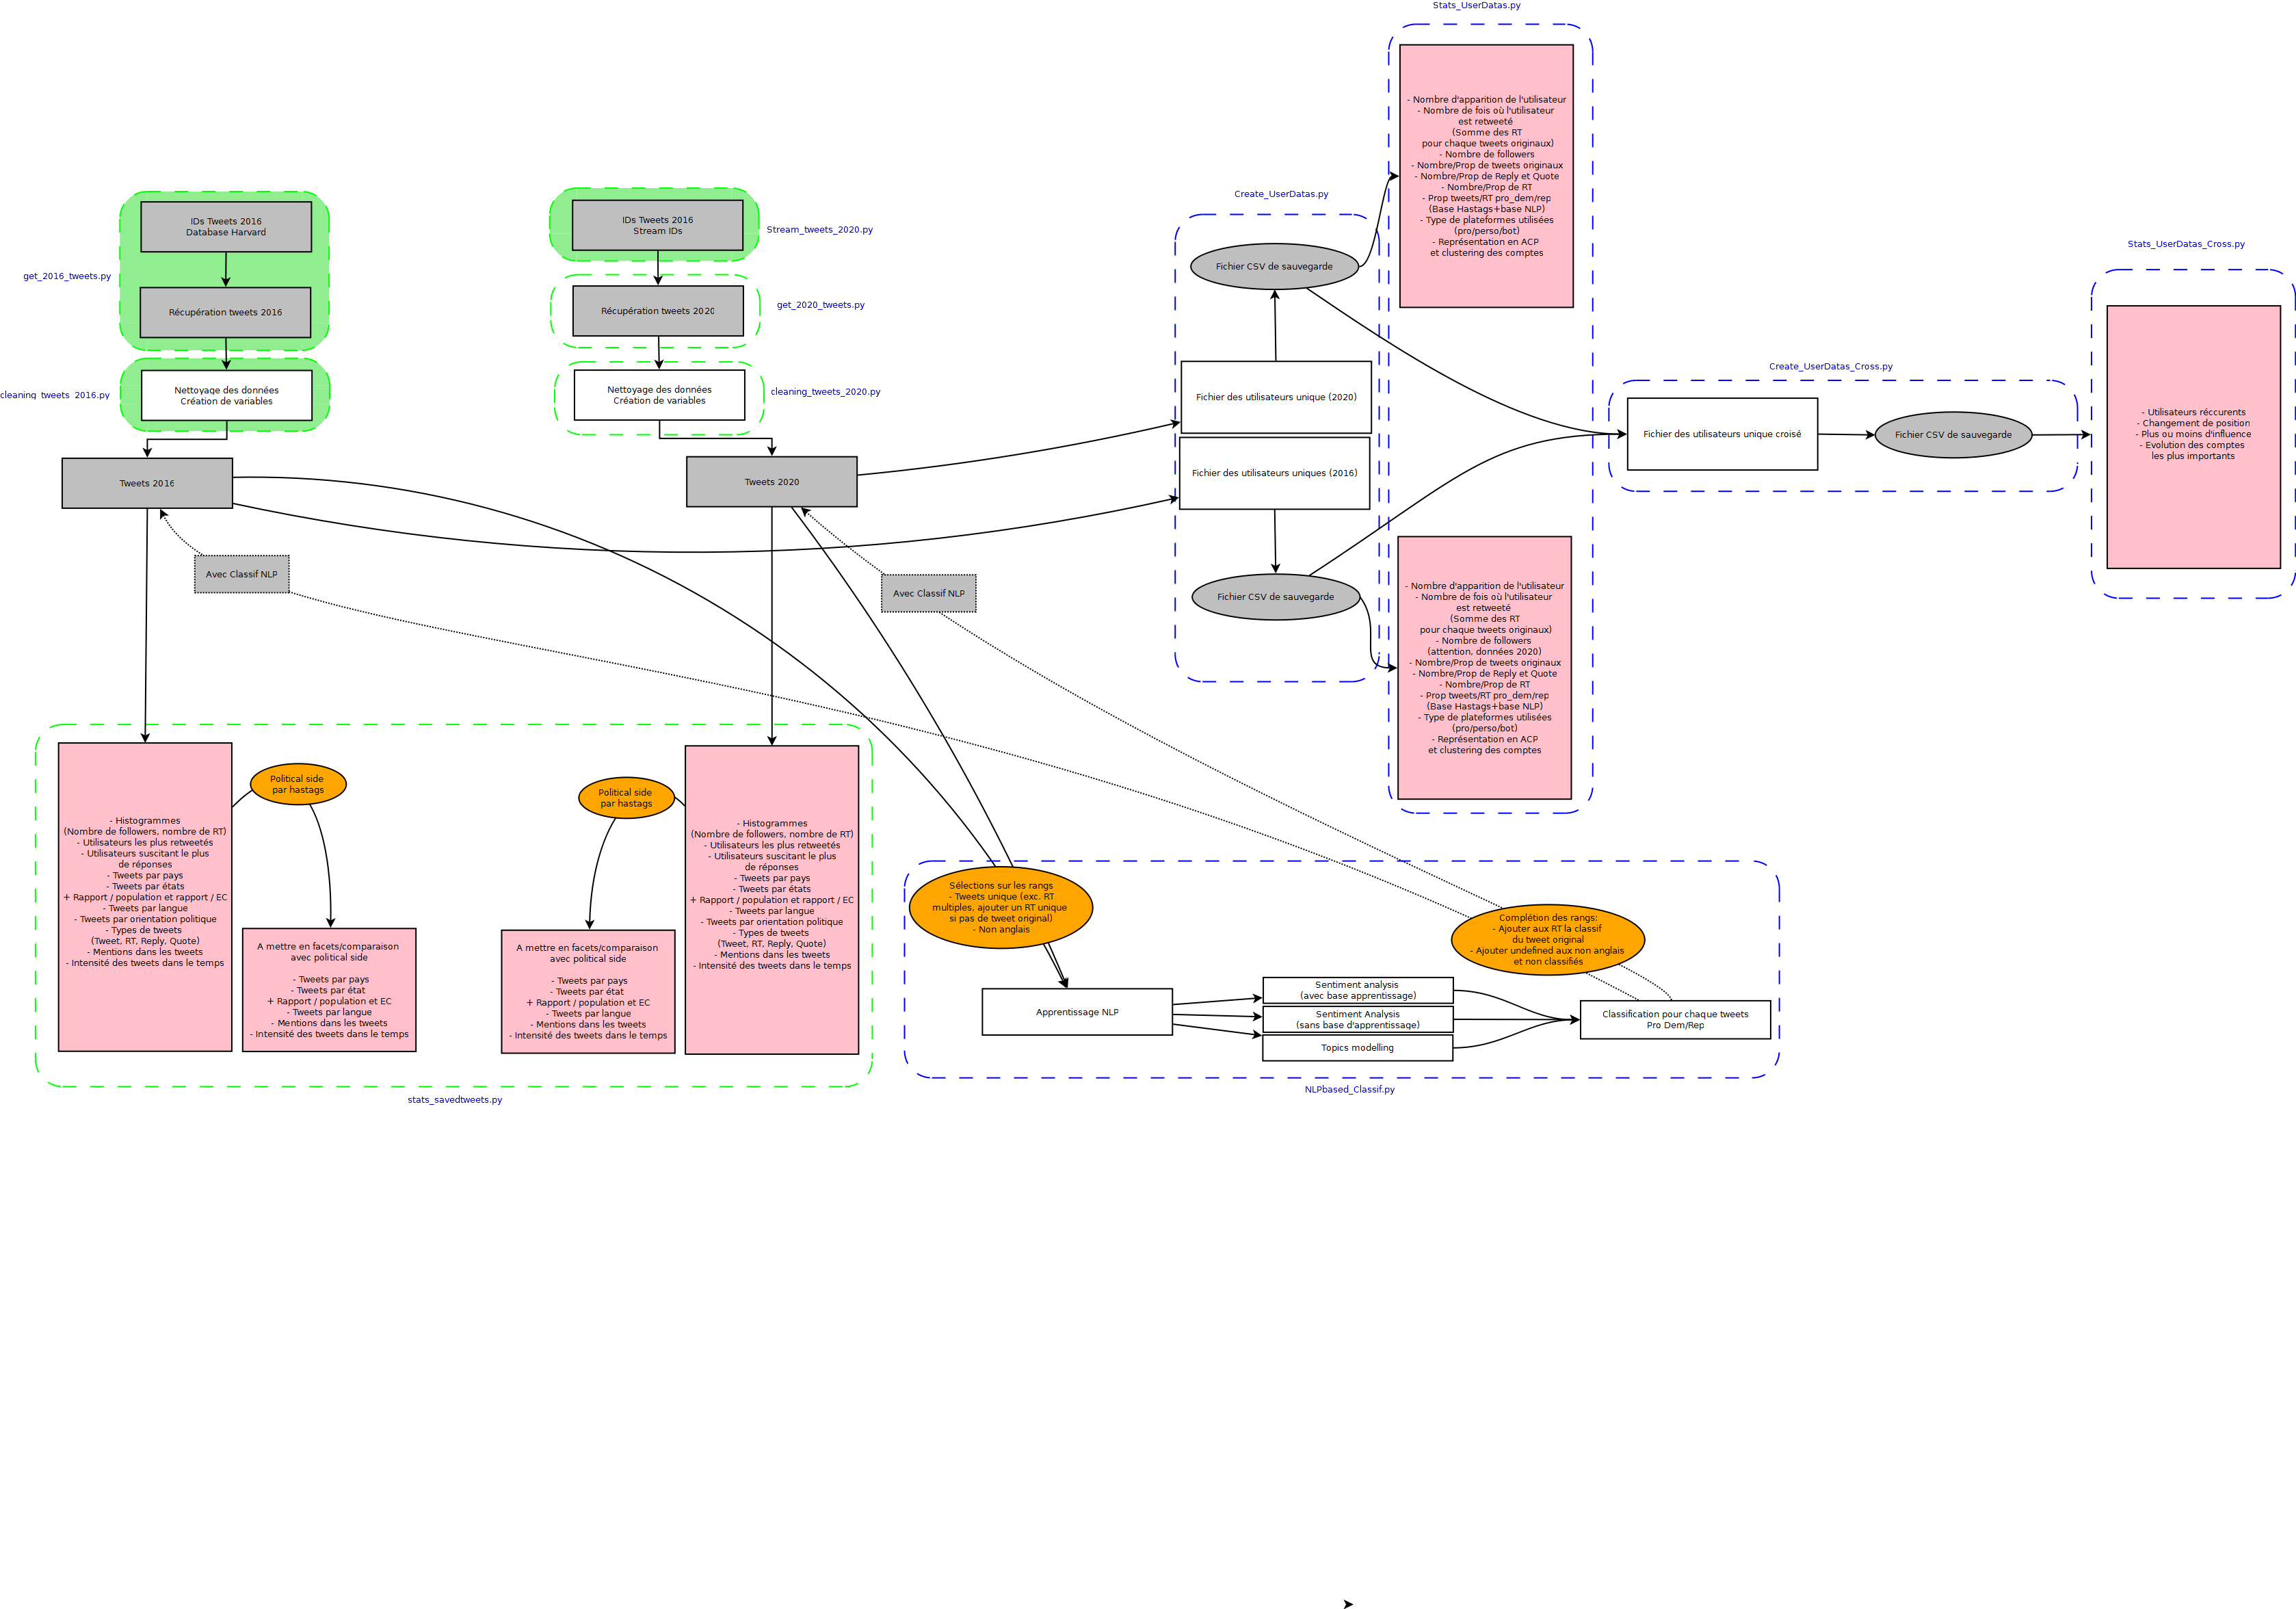 Stats_UserDatas.py
- Nombre d'apparition de l'utilisateur
- Nombre de fois où l'utilisateur
est retweeté
(Somme des RT
pour chaque tweets originaux)
- Nombre de followers
- Nombre/Prop de tweets originaux
- Nombre/Prop de Reply et Quote
- Nombre/Prop de RT
- Prop tweets/RT pro_dem/rep
(Base Hastags+base NLP)
- Type de plateformes utilisées
(pro/perso/bot)
- Représentation en ACP
et clustering des comptes
IDs Tweets 2016
Database Harvard
get_2016_tweets.py
Récupération tweets 2016
cleaning_tweets_2016.py
Nettoyage des données
Création de variables
Tweets 2016
Avec Classif NLP
IDs Tweets 2016
Stream IDs
Stream_tweets_2020.py
Récupération tweets 2020
get_2020_tweets.py
Nettoyage des données
Création de variables
cleaning_tweets_2020.py
Tweets 2020
Avec Classif NLP
Create_UserDatas.py
Fichier CSV de sauvegarde
Fichier des utilisateurs unique (2020)
Fichier des utilisateurs uniques (2016)
Fichier CSV de sauvegarde
- Nombre d'apparition de l'utilisateur
- Nombre de fois où l'utilisateur
est retweeté
(Somme des RT
pour chaque tweets originaux)
- Nombre de followers
(attention, données 2020)
- Nombre/Prop de tweets originaux
- Nombre/Prop de Reply et Quote
- Nombre/Prop de RT
- Prop tweets/RT pro_dem/rep
(Base Hastags+base NLP)
- Type de plateformes utilisées
(pro/perso/bot)
- Représentation en ACP
et clustering des comptes
Create_UserDatas_Cross.py
Fichier des utilisateurs unique croisé
Fichier CSV de sauvegarde
Stats_UserDatas_Cross.py
- Utilisateurs réccurents
- Changement de position
- Plus ou moins d'influence
- Evolution des comptes
les plus importants
- Histogrammes
(Nombre de followers, nombre de RT)
- Utilisateurs les plus retweetés
- Utilisateurs suscitant le plus
de réponses
- Tweets par pays
- Tweets par états
+ Rapport / population et rapport / EC
- Tweets par langue
- Tweets par orientation politique
- Types de tweets
(Tweet, RT, Reply, Quote)
- Mentions dans les tweets
- Intensité des tweets dans le temps
Political side
par hastags
A mettre en facets/comparaison
avec political side
- Tweets par pays
- Tweets par état
+ Rapport / population et EC
- Tweets par langue
- Mentions dans les tweets
- Intensité des tweets dans le temps
Political side
par hastags
A mettre en facets/comparaison
avec political side
- Tweets par pays
- Tweets par état
+ Rapport / population et EC
- Tweets par langue
- Mentions dans les tweets
- Intensité des tweets dans le temps
- Histogrammes
(Nombre de followers, nombre de RT)
- Utilisateurs les plus retweetés
- Utilisateurs suscitant le plus
de réponses
- Tweets par pays
- Tweets par états
+ Rapport / population et rapport / EC
- Tweets par langue
- Tweets par orientation politique
- Types de tweets
(Tweet, RT, Reply, Quote)
- Mentions dans les tweets
- Intensité des tweets dans le temps
stats_savedtweets.py
Sélections sur les rangs
- Tweets unique (exc. RT
multiples, ajouter un RT unique
si pas de tweet original)
- Non anglais
Apprentissage NLP
Sentiment analysis
(avec base apprentissage)
Sentiment Analysis
(sans base d'apprentissage)
Topics modelling
Complétion des rangs:
- Ajouter aux RT la classif
du tweet original
- Ajouter undefined aux non anglais
et non classifiés
Classification pour chaque tweets
Pro Dem/Rep
NLPbased_Classif.py